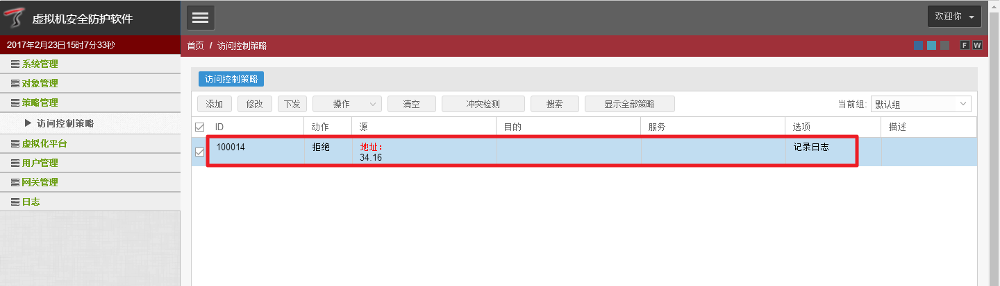 虚拟机安全防护软件
欢迎你
2017年2月23日15时7分33秒
首页 / 访问控制策略
F W
系统管理
对象管理
策略管理
访问控制策略
虚拟化平台
用户管理
网关管理
日志
访问控制策略
添加 修改 下发 操作 清空 冲突检测 搜索 显示全部策略 当前组: 默认组
ID 动作 源 目的 服务 选项 描述
100014 拒绝 地址: 记录日志
34.16